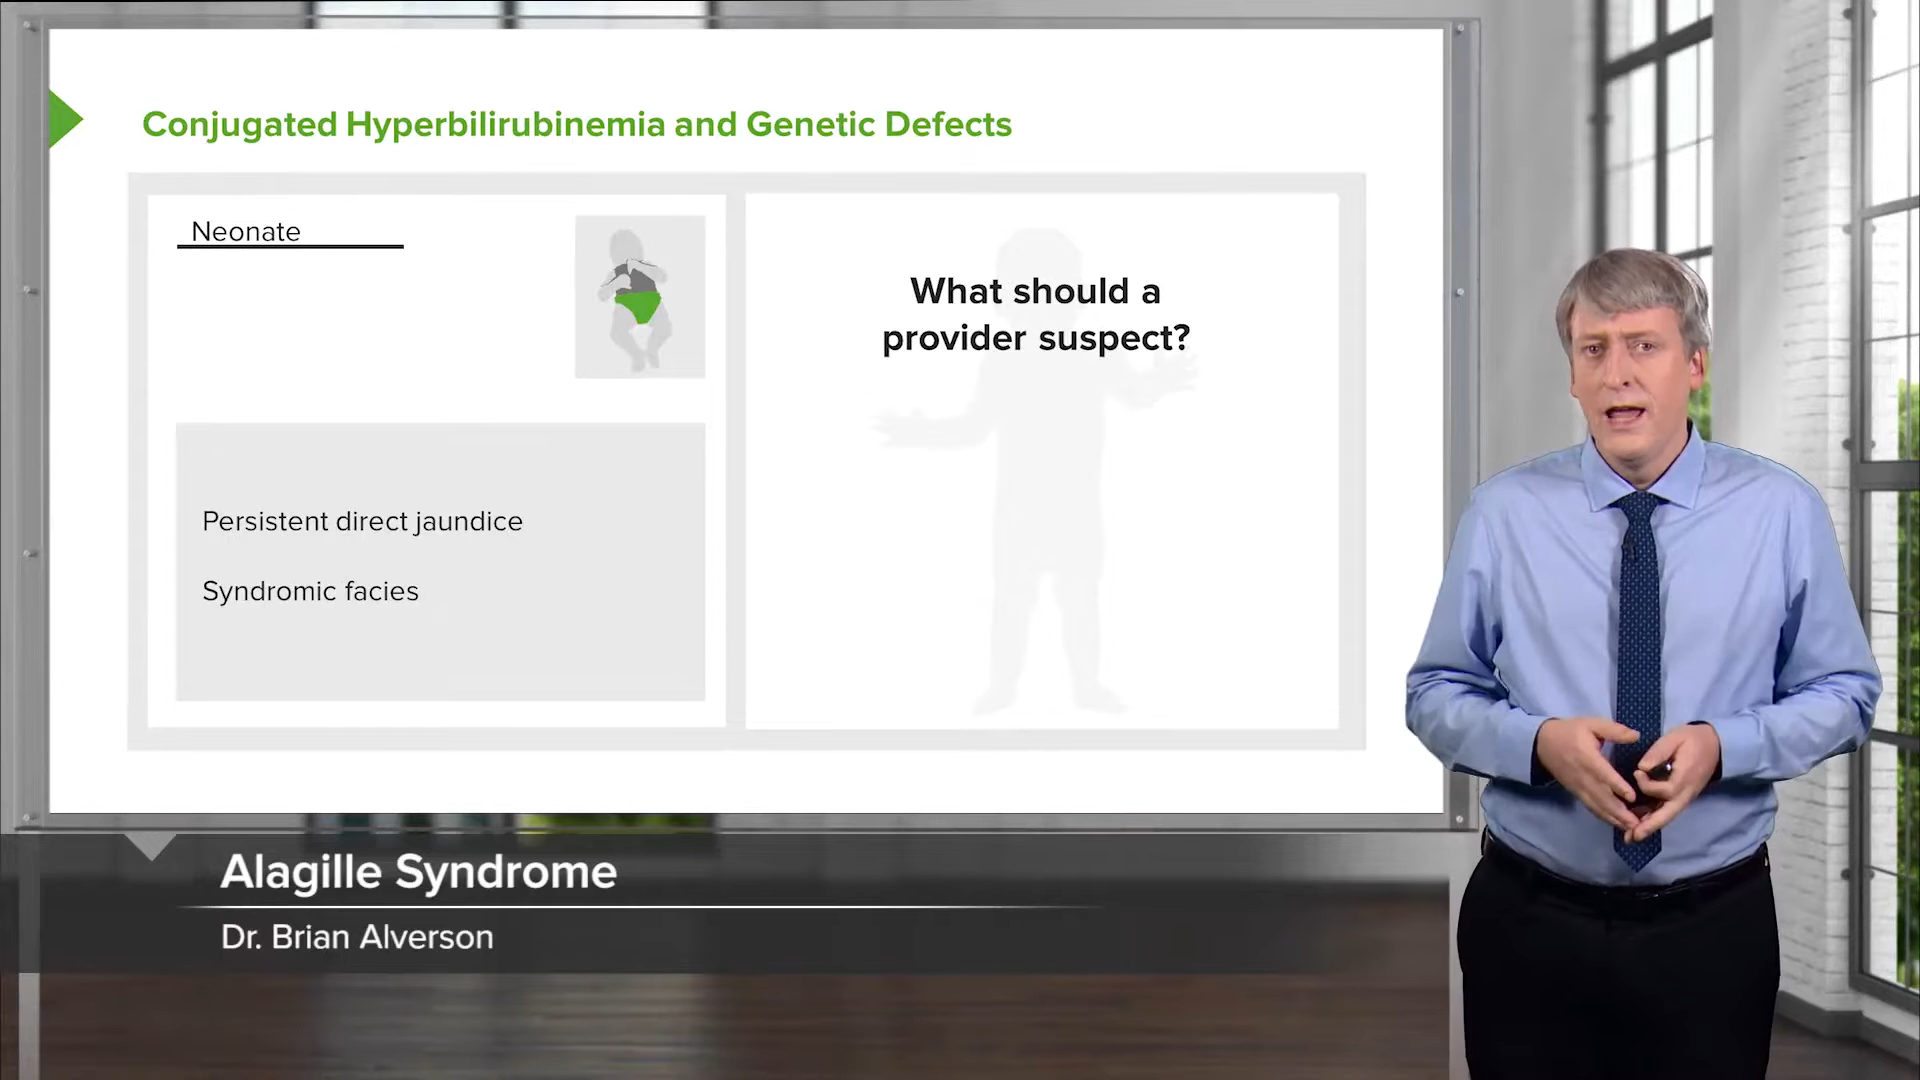 Conjugated Hyperbilirubinemia and Genetic Defects
Neonate
Persistent direct jaundice
Syndromic facies
What should a
provider suspect?
Alagille Syndrome
Dr. Brian Alverson